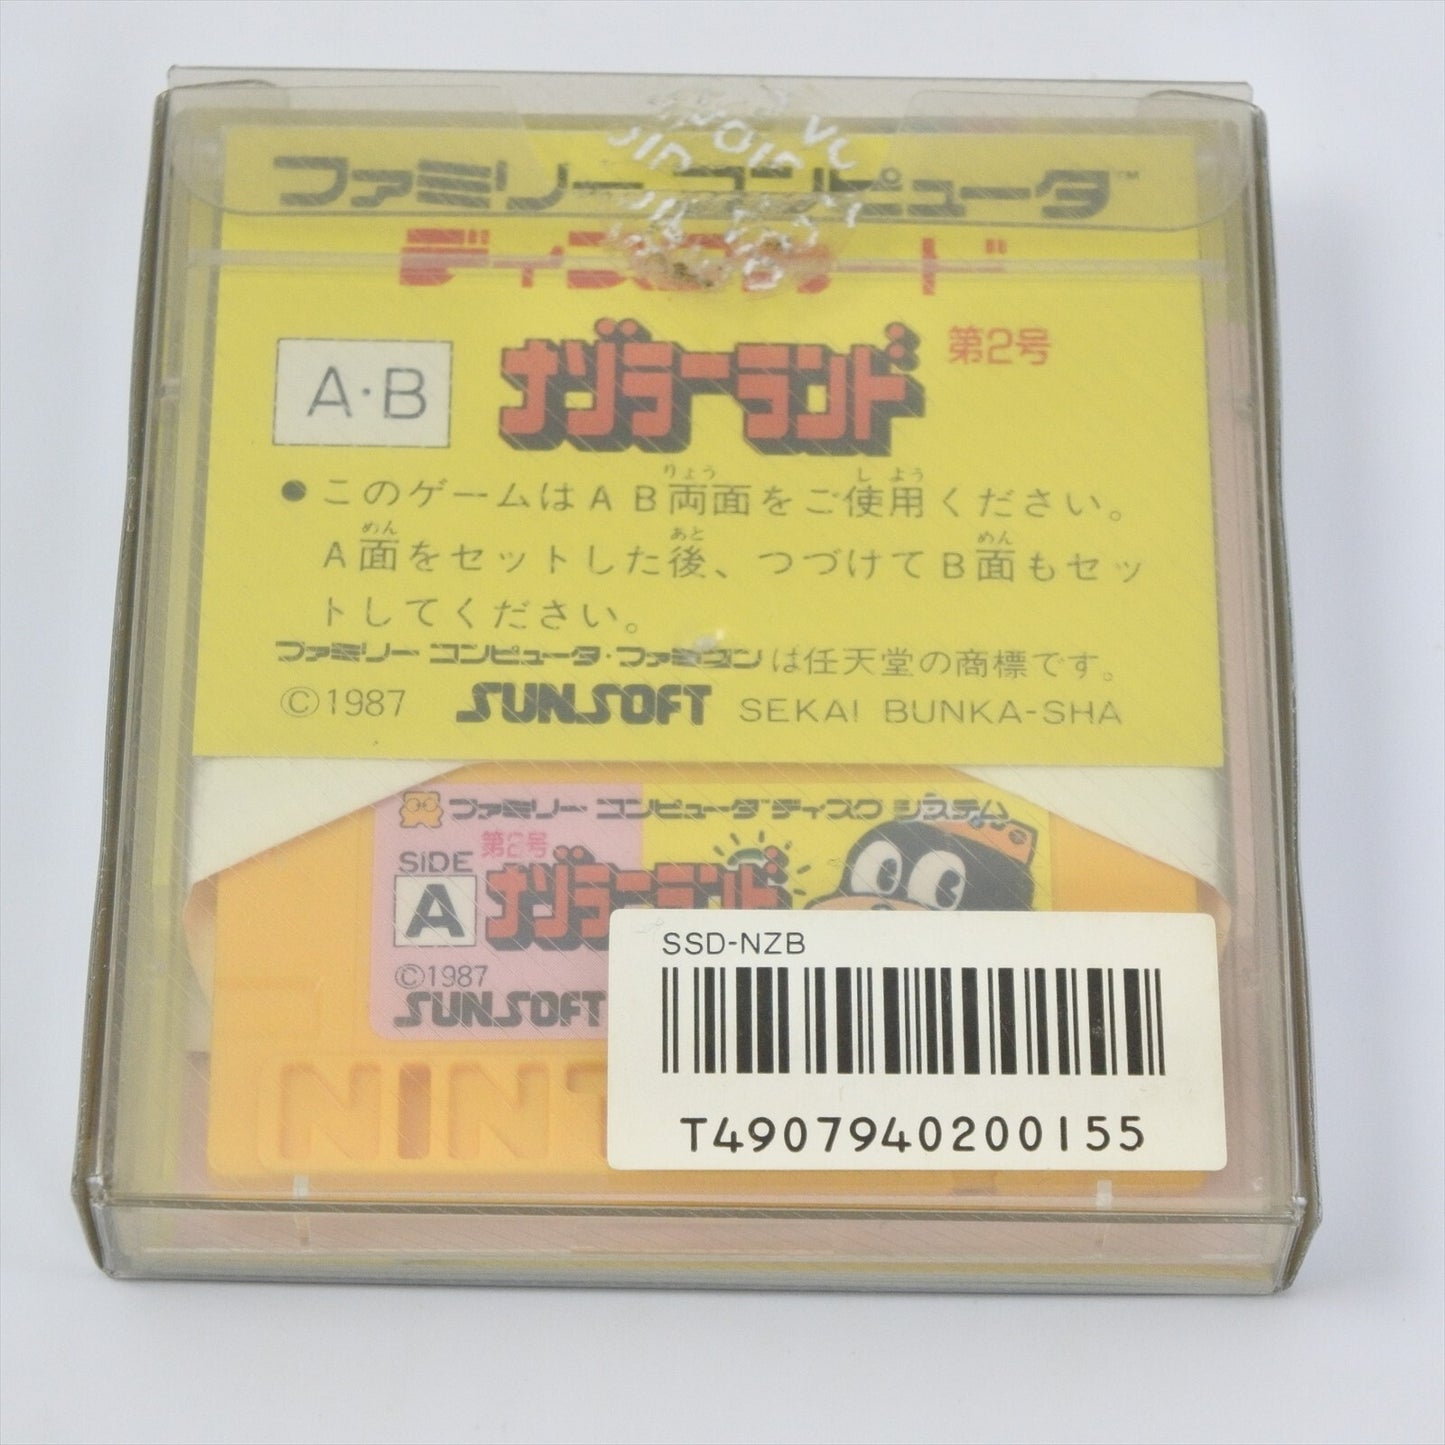 ファミリー コンピュータ™
ディスクカード
ナゾラーランド 第2号
A・B
りょう し よう
●このゲームはAB両面をご使用ください。
めん あと めん
A面をセットした後、つづけてB面もセッ
トしてください。
ファミリー コンピュータ・ファミコンは任天堂の商標です。
©1987 SUNSOFT SEKAI BUNKA-SHA
ファミリー コンピュータ™ ディスク システム
第2号
SIDE
A
ナゾラーランド
©1987
SUNSOFT
NINT
SSD-NZB
T4907940200155